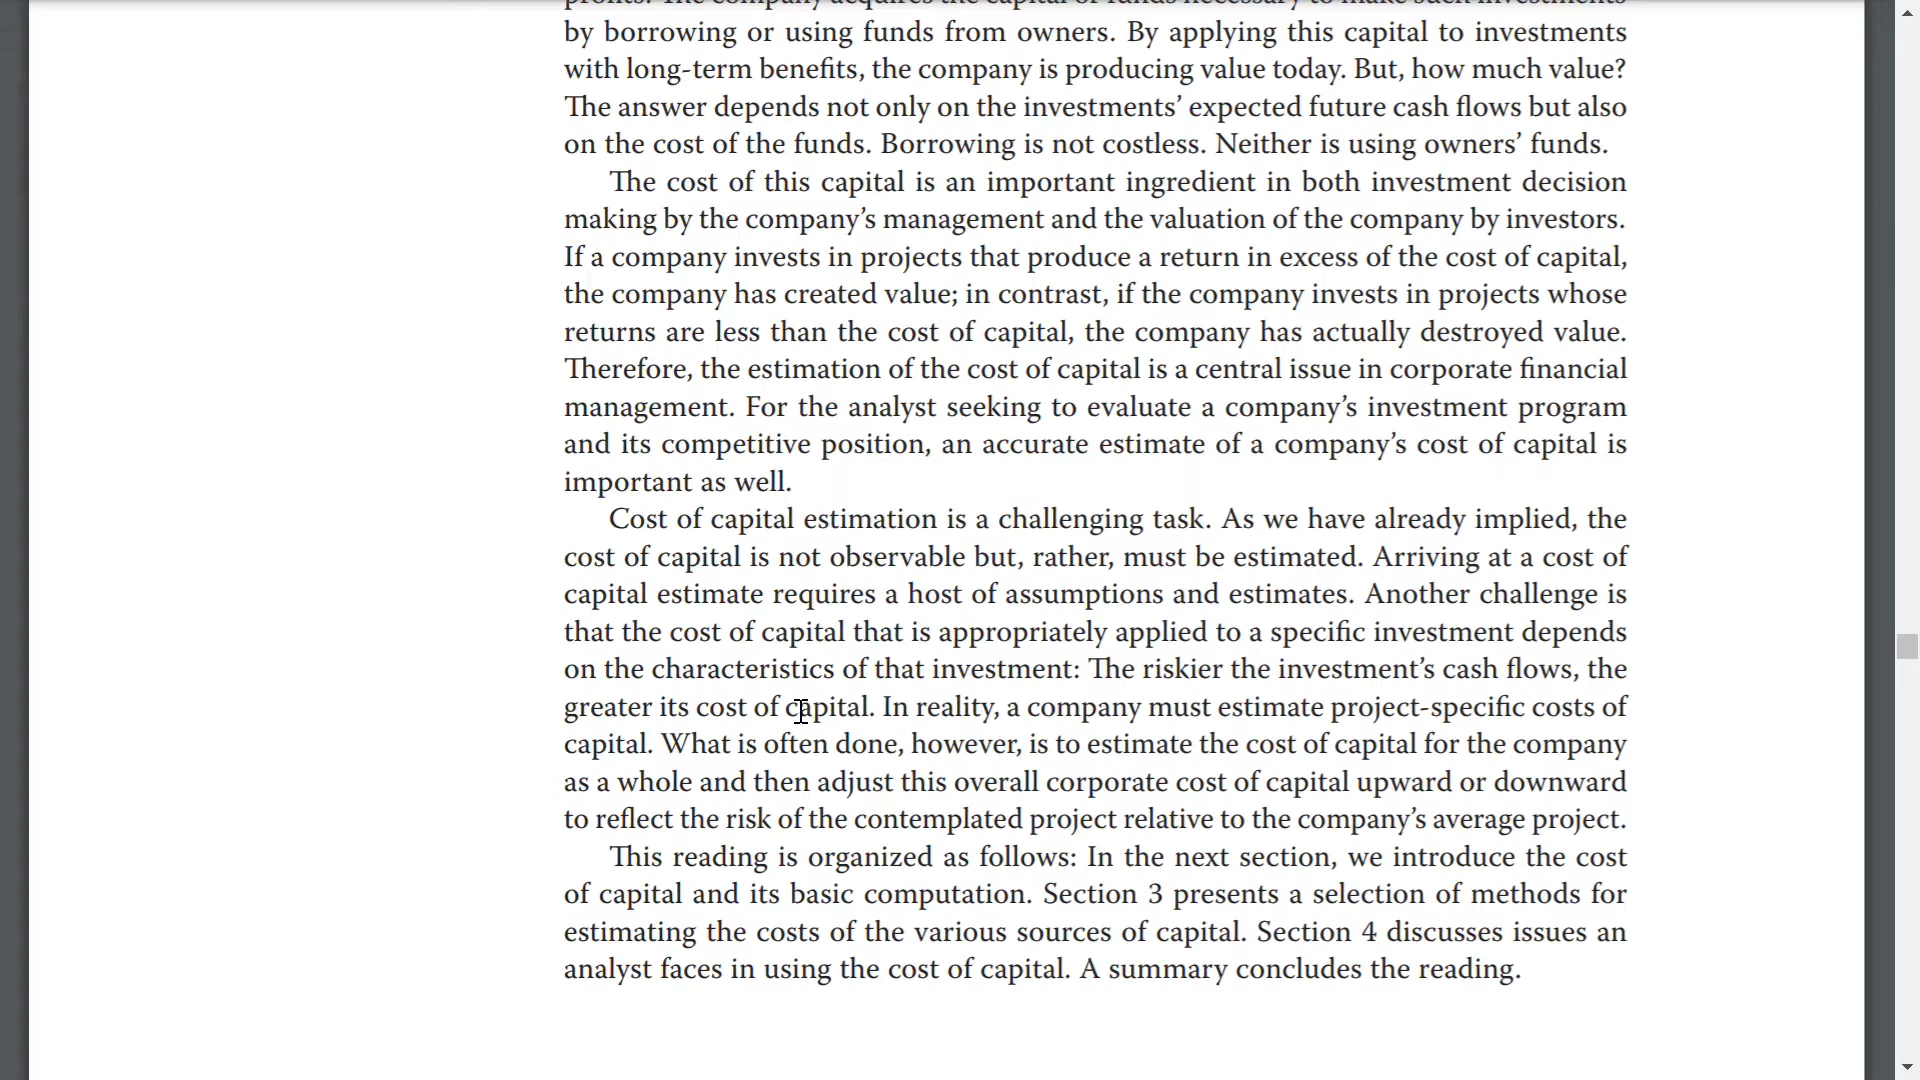 profits. The company acquires the capital or funds necessary to make such investments
by borrowing or using funds from owners. By applying this capital to investments
with long-term benefits, the company is producing value today. But, how much value?
The answer depends not only on the investments’ expected future cash flows but also
on the cost of the funds. Borrowing is not costless. Neither is using owners’ funds.
The cost of this capital is an important ingredient in both investment decision
making by the company’s management and the valuation of the company by investors.
If a company invests in projects that produce a return in excess of the cost of capital,
the company has created value; in contrast, if the company invests in projects whose
returns are less than the cost of capital, the company has actually destroyed value.
Therefore, the estimation of the cost of capital is a central issue in corporate financial
management. For the analyst seeking to evaluate a company’s investment program
and its competitive position, an accurate estimate of a company’s cost of capital is
important as well.
Cost of capital estimation is a challenging task. As we have already implied, the
cost of capital is not observable but, rather, must be estimated. Arriving at a cost of
capital estimate requires a host of assumptions and estimates. Another challenge is
that the cost of capital that is appropriately applied to a specific investment depends
on the characteristics of that investment: The riskier the investment’s cash flows, the
greater its cost of capital. In reality, a company must estimate project-specific costs of
capital. What is often done, however, is to estimate the cost of capital for the company
as a whole and then adjust this overall corporate cost of capital upward or downward
to reflect the risk of the contemplated project relative to the company’s average project.
This reading is organized as follows: In the next section, we introduce the cost
of capital and its basic computation. Section 3 presents a selection of methods for
estimating the costs of the various sources of capital. Section 4 discusses issues an
analyst faces in using the cost of capital. A summary concludes the reading.